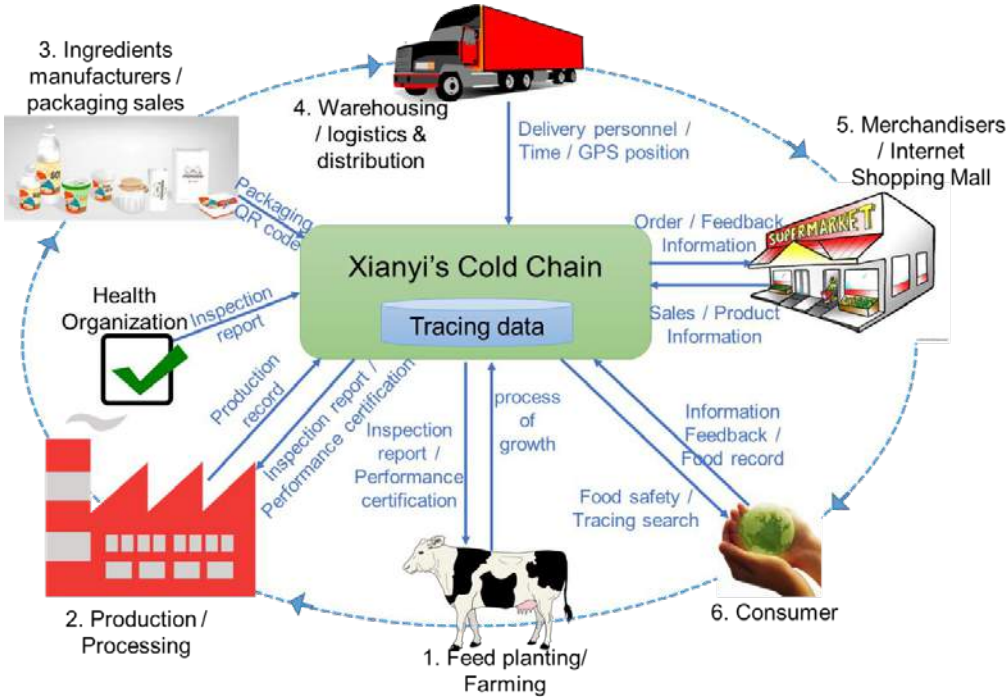 3. Ingredients
manufacturers /
packaging sales
4. Warehousing
/ logistics &
distribution
Delivery personnel /
Time / GPS position
5. Merchandisers
/ Internet
Shopping Mall
SUPERMARKET
Packaging
/ QR code
Order / Feedback
Information
Xianyi's Cold Chain
Tracing data
Sales / Product
Information
Health
Organization
Inspection
report
Production
record
Inspection report /
Performance certification
Inspection
report /
Performance
certification
process
of
growth
Information
Feedback /
Food record
Food safety /
Tracing search
2. Production /
Processing
1. Feed planting/
Farming
6. Consumer